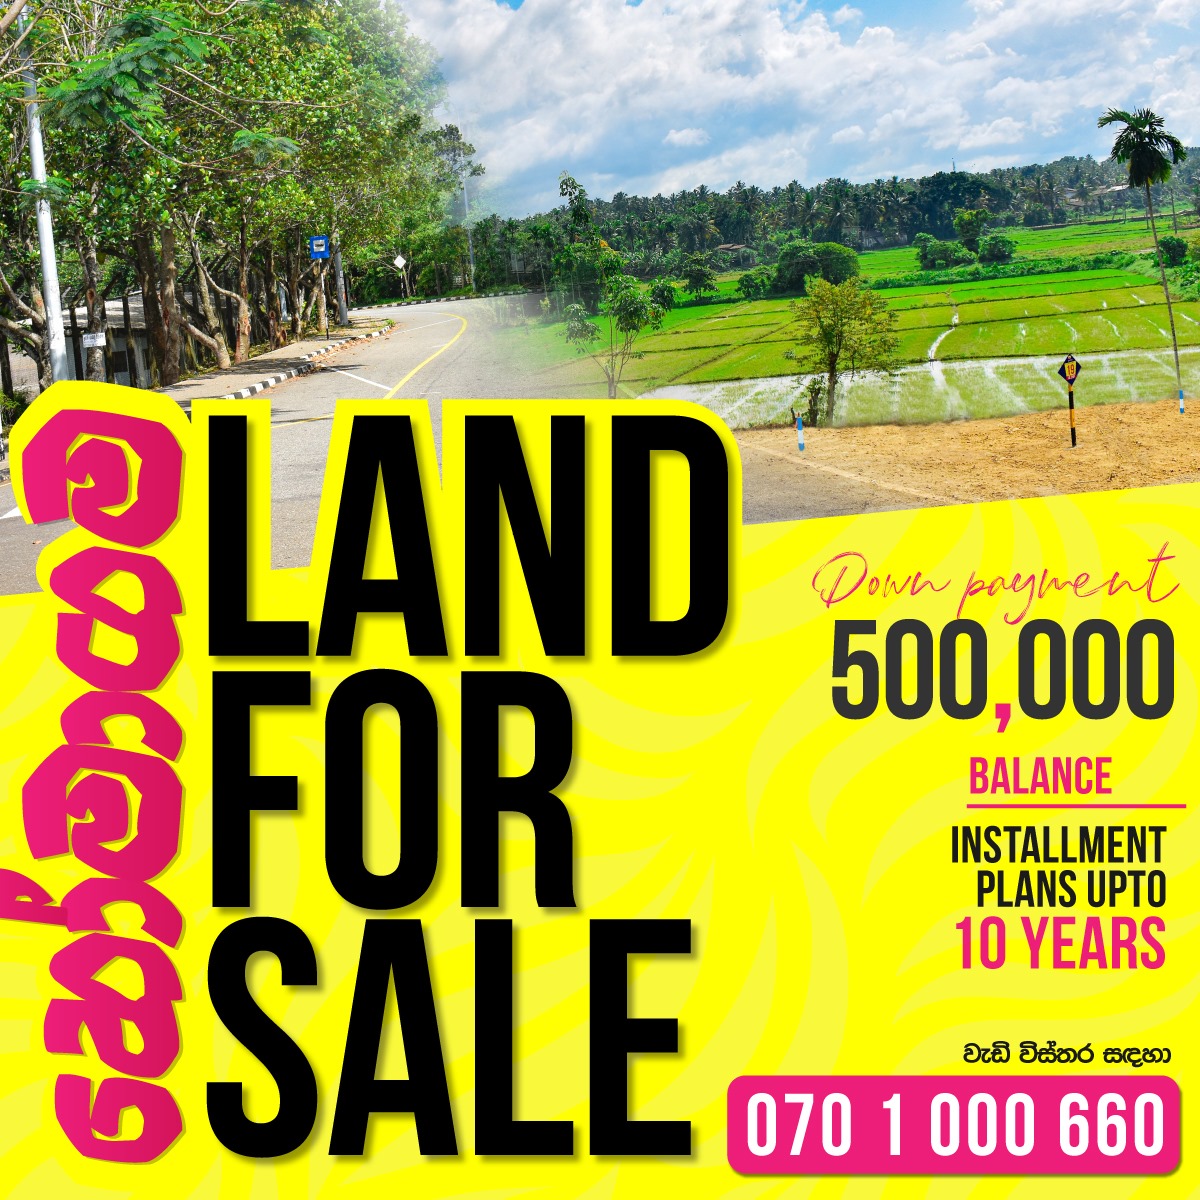 හෝමාගම
LAND
FOR
SALE
19
Down payment
500,000
BALANCE
INSTALLMENT
PLANS UPTO
10 YEARS
වැඩි විස්තර සඳහා
070 1 000 660